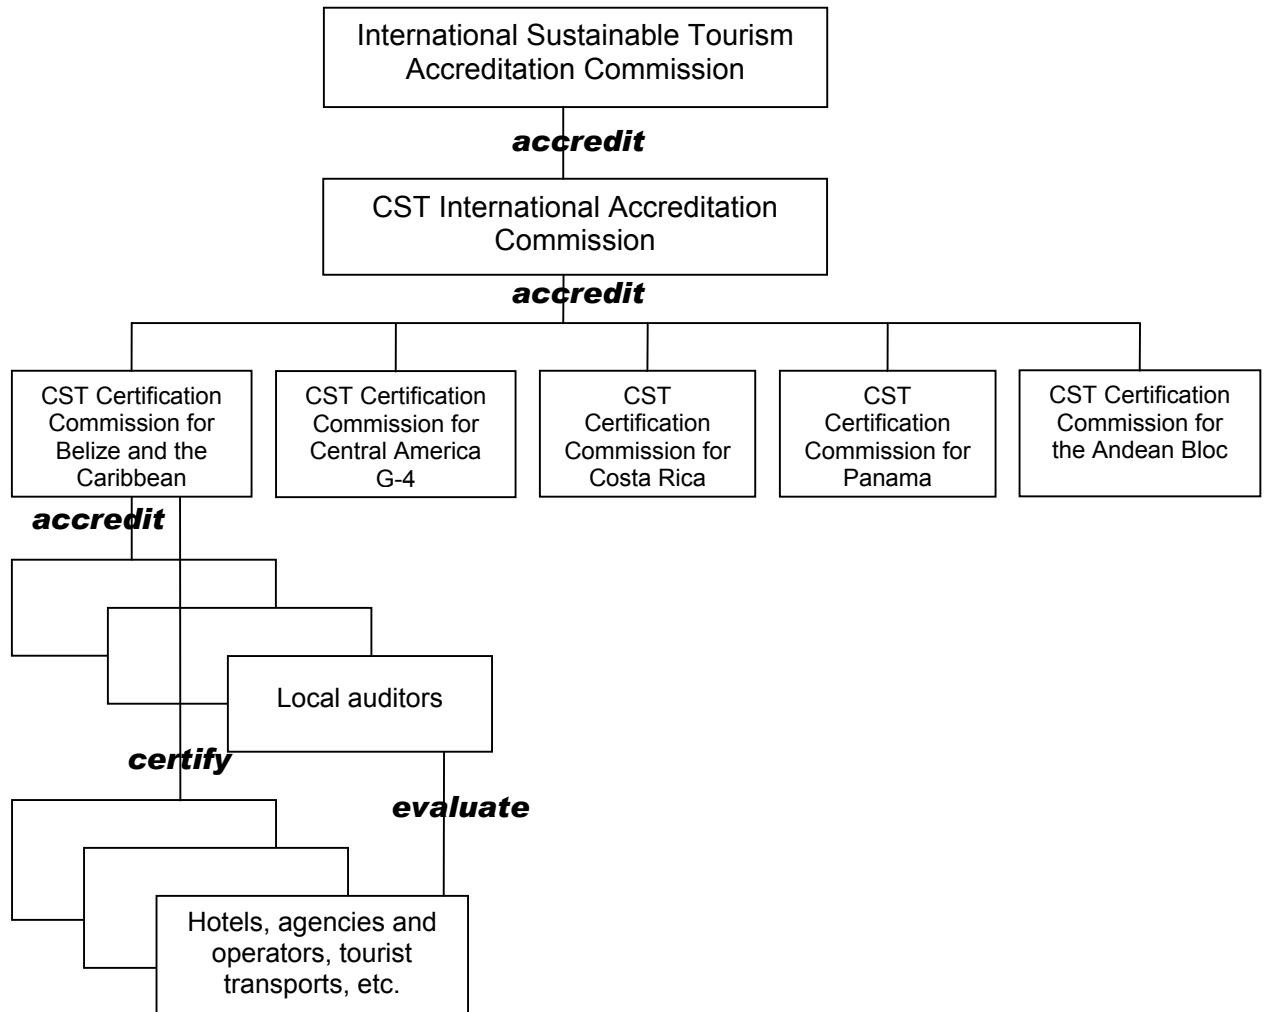 International Sustainable Tourism
Accreditation Commission
accredit
CST International Accreditation
Commission
accredit
CST Certification
Commission for
Belize and the
Caribbean
CST Certification
Commission for
Central America
G-4
CST
Certification
Commission for
Costa Rica
CST
Certification
Commission for
Panama
CST Certification
Commission for
the Andean Bloc
accredit
Local auditors
certify
evaluate
Hotels, agencies and
operators, tourist
transports, etc.